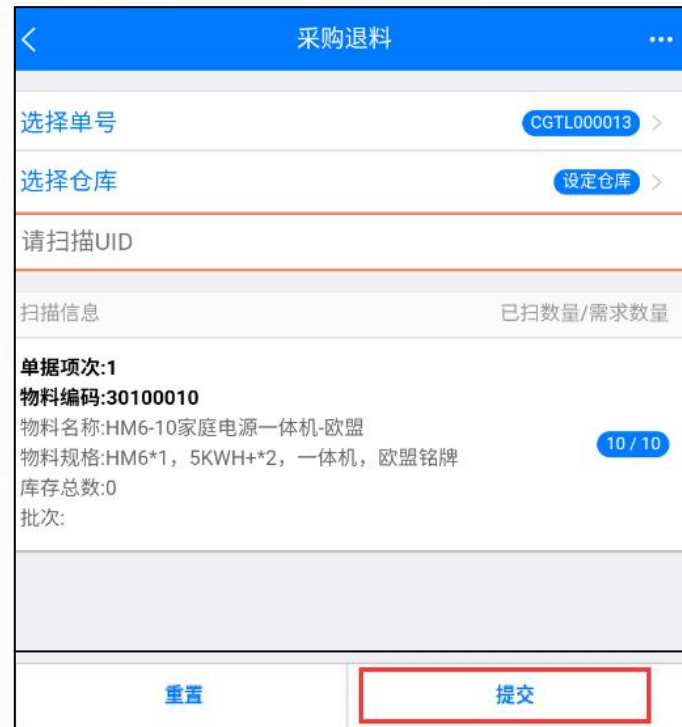 采购退料
选择单号 CGTL000013
选择仓库 设定仓库
请扫描UID
扫描信息 已扫数量/需求数量
单据项次:1
物料编码:30100010
物料名称:HM6-10家庭电源一体机-欧盟
物料规格:HM6*1，5KWH+*2，一体机，欧盟铭牌
10 / 10
库存总数:0
批次:
重置 提交